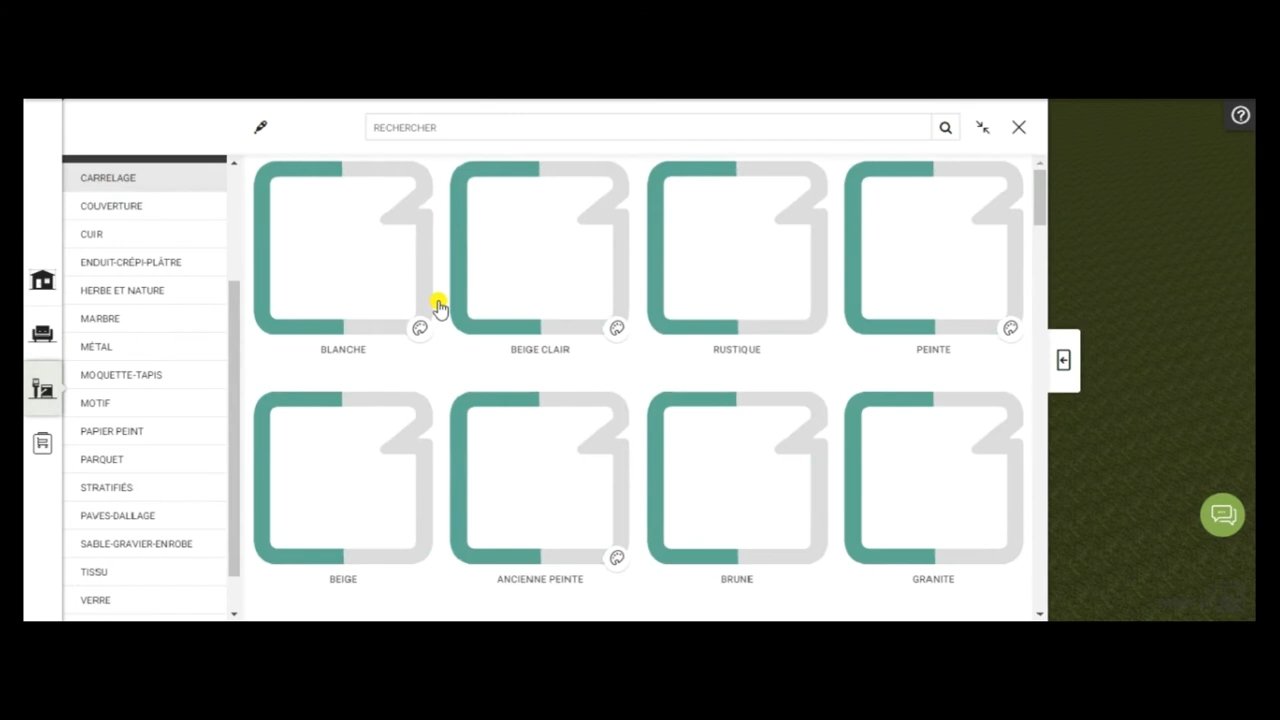 RECHERCHER
CARRELAGE
COUVERTURE
CUIR
ENDUIT-CRÉPI-PLÂTRE
HERBE ET NATURE
MARBRE
MÉTAL
MOQUETTE-TAPIS
MOTIF
PAPIER PEINT
PARQUET
STRATIFIÉS
PAVES-DALLAGE
SABLE-GRAVIER-ENROBE
TISSU
VERRE
BLANCHE
BEIGE CLAIR
RUSTIQUE
PEINTE
BEIGE
ANCIENNE PEINTE
BRUNE
GRANITE